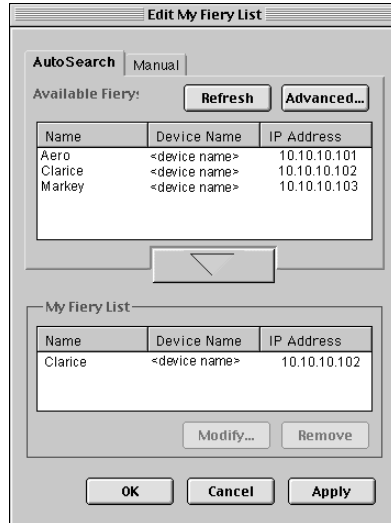 Edit My Fiery List
AutoSearch Manual
Available Fiery: Refresh Advanced...
Name Device Name IP Address
Aero <device name> 10.10.10.101
Clarice <device name> 10.10.10.102
Markey <device name> 10.10.10.103
My Fiery List
Name Device Name IP Address
Clarice <device name> 10.10.10.102
Modify... Remove
OK Cancel Apply